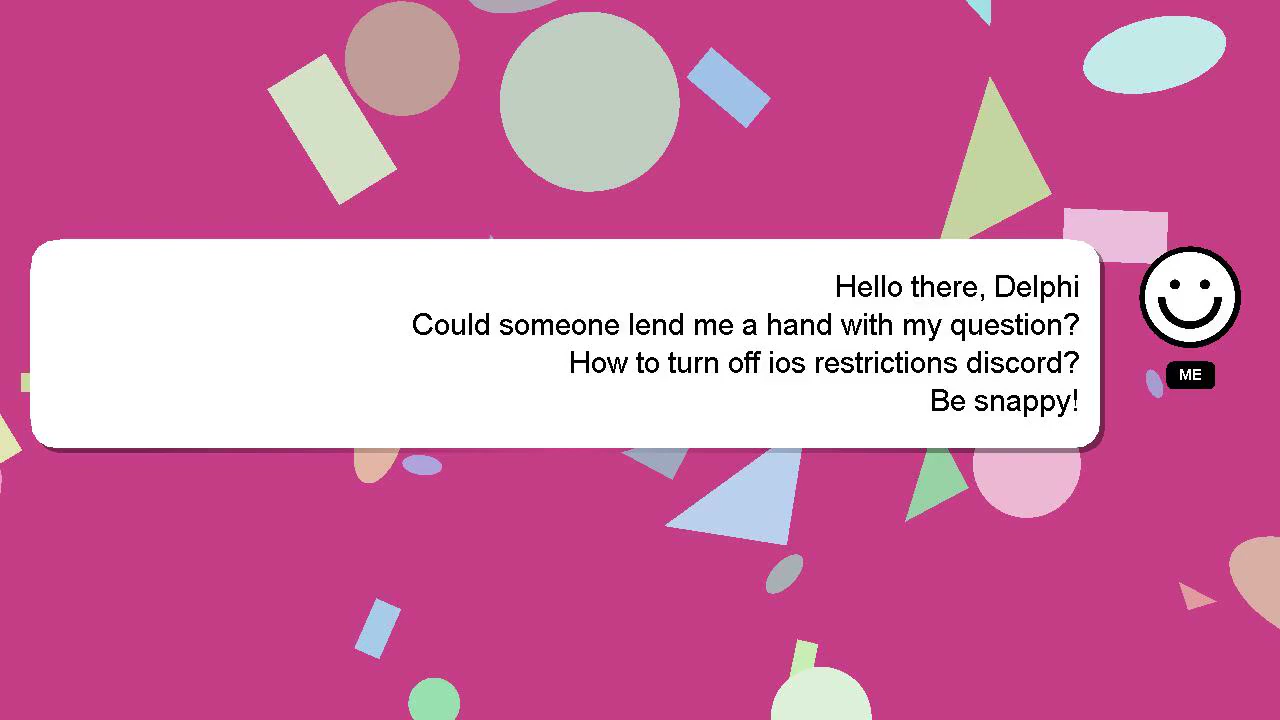 Hello there, Delphi
Could someone lend me a hand with my question?
How to turn off ios restrictions discord?
Be snappy!
ME